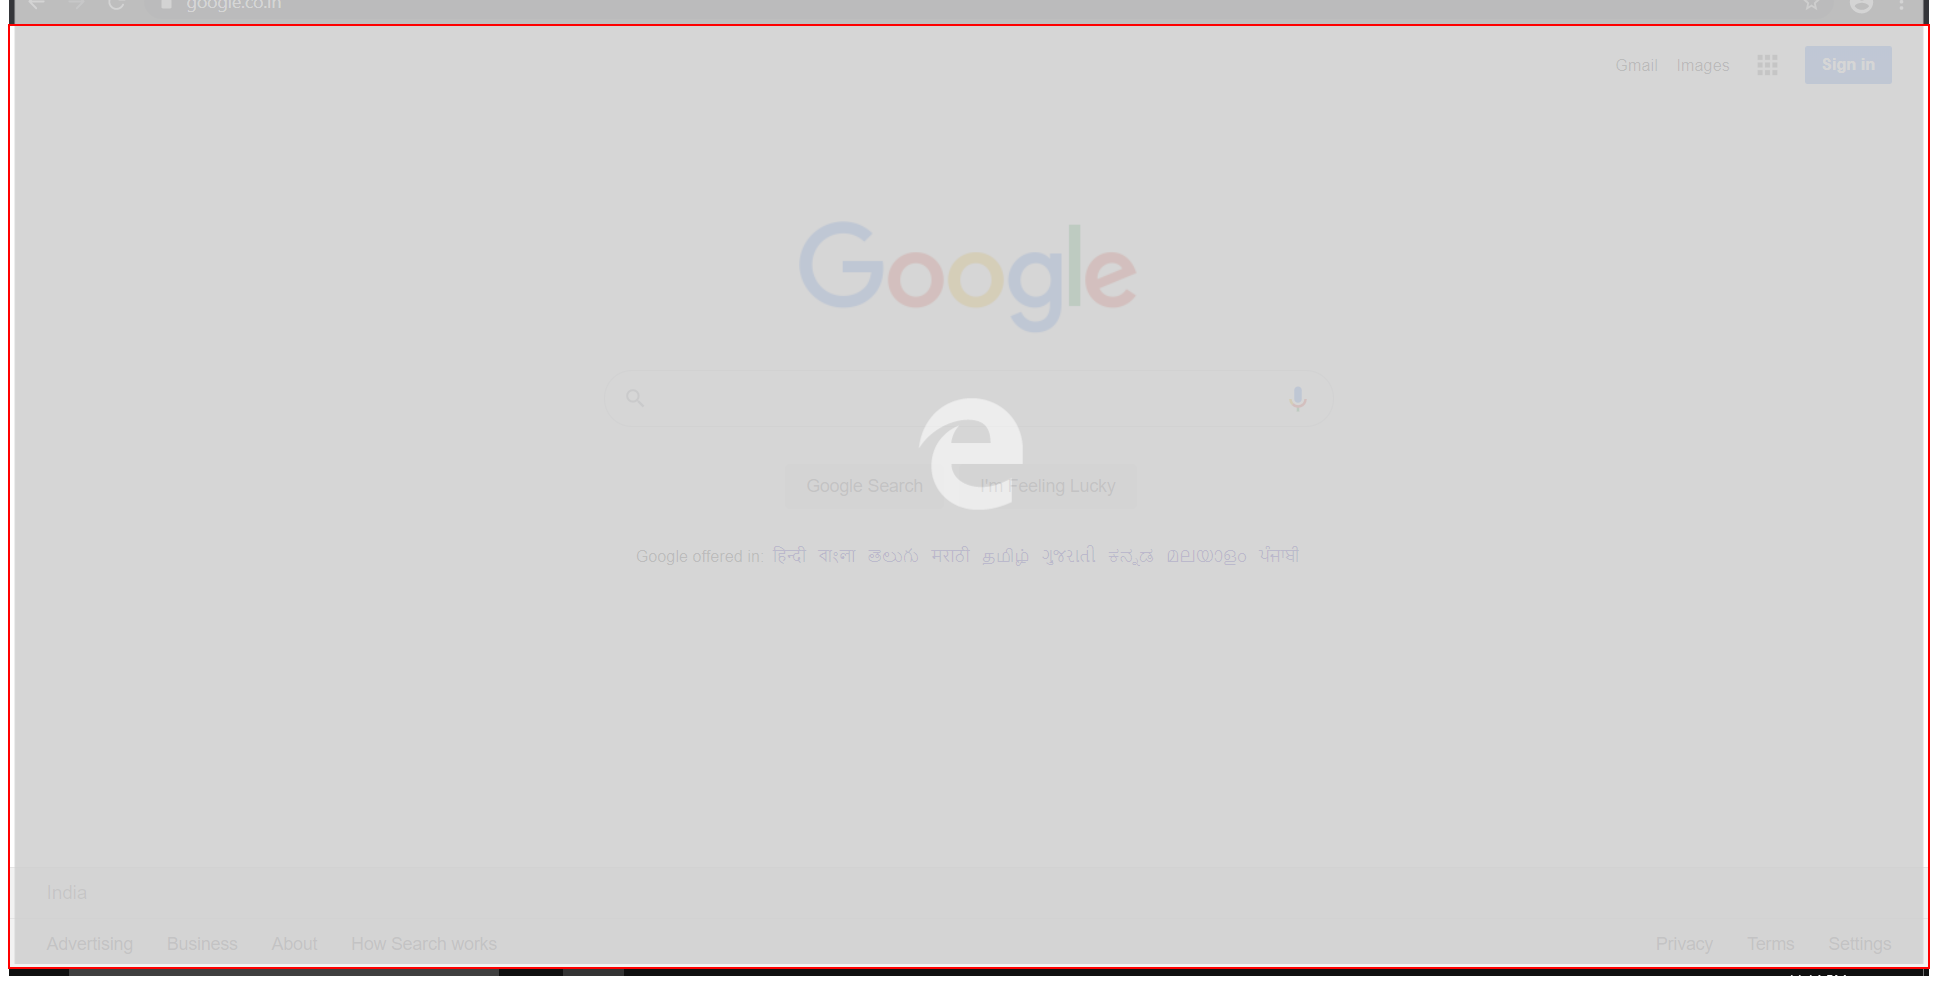 google.co.in
Gmail Images Sign in
Google
Google Search I'm Feeling Lucky
Google offered in: हिन्दी বাংলা తెలుగు मराठी தமிழ் ગુજરાતી ಕನ್ನಡ മലയാളം ਪੰਜਾਬੀ
India
Advertising Business About How Search works Privacy Terms Settings